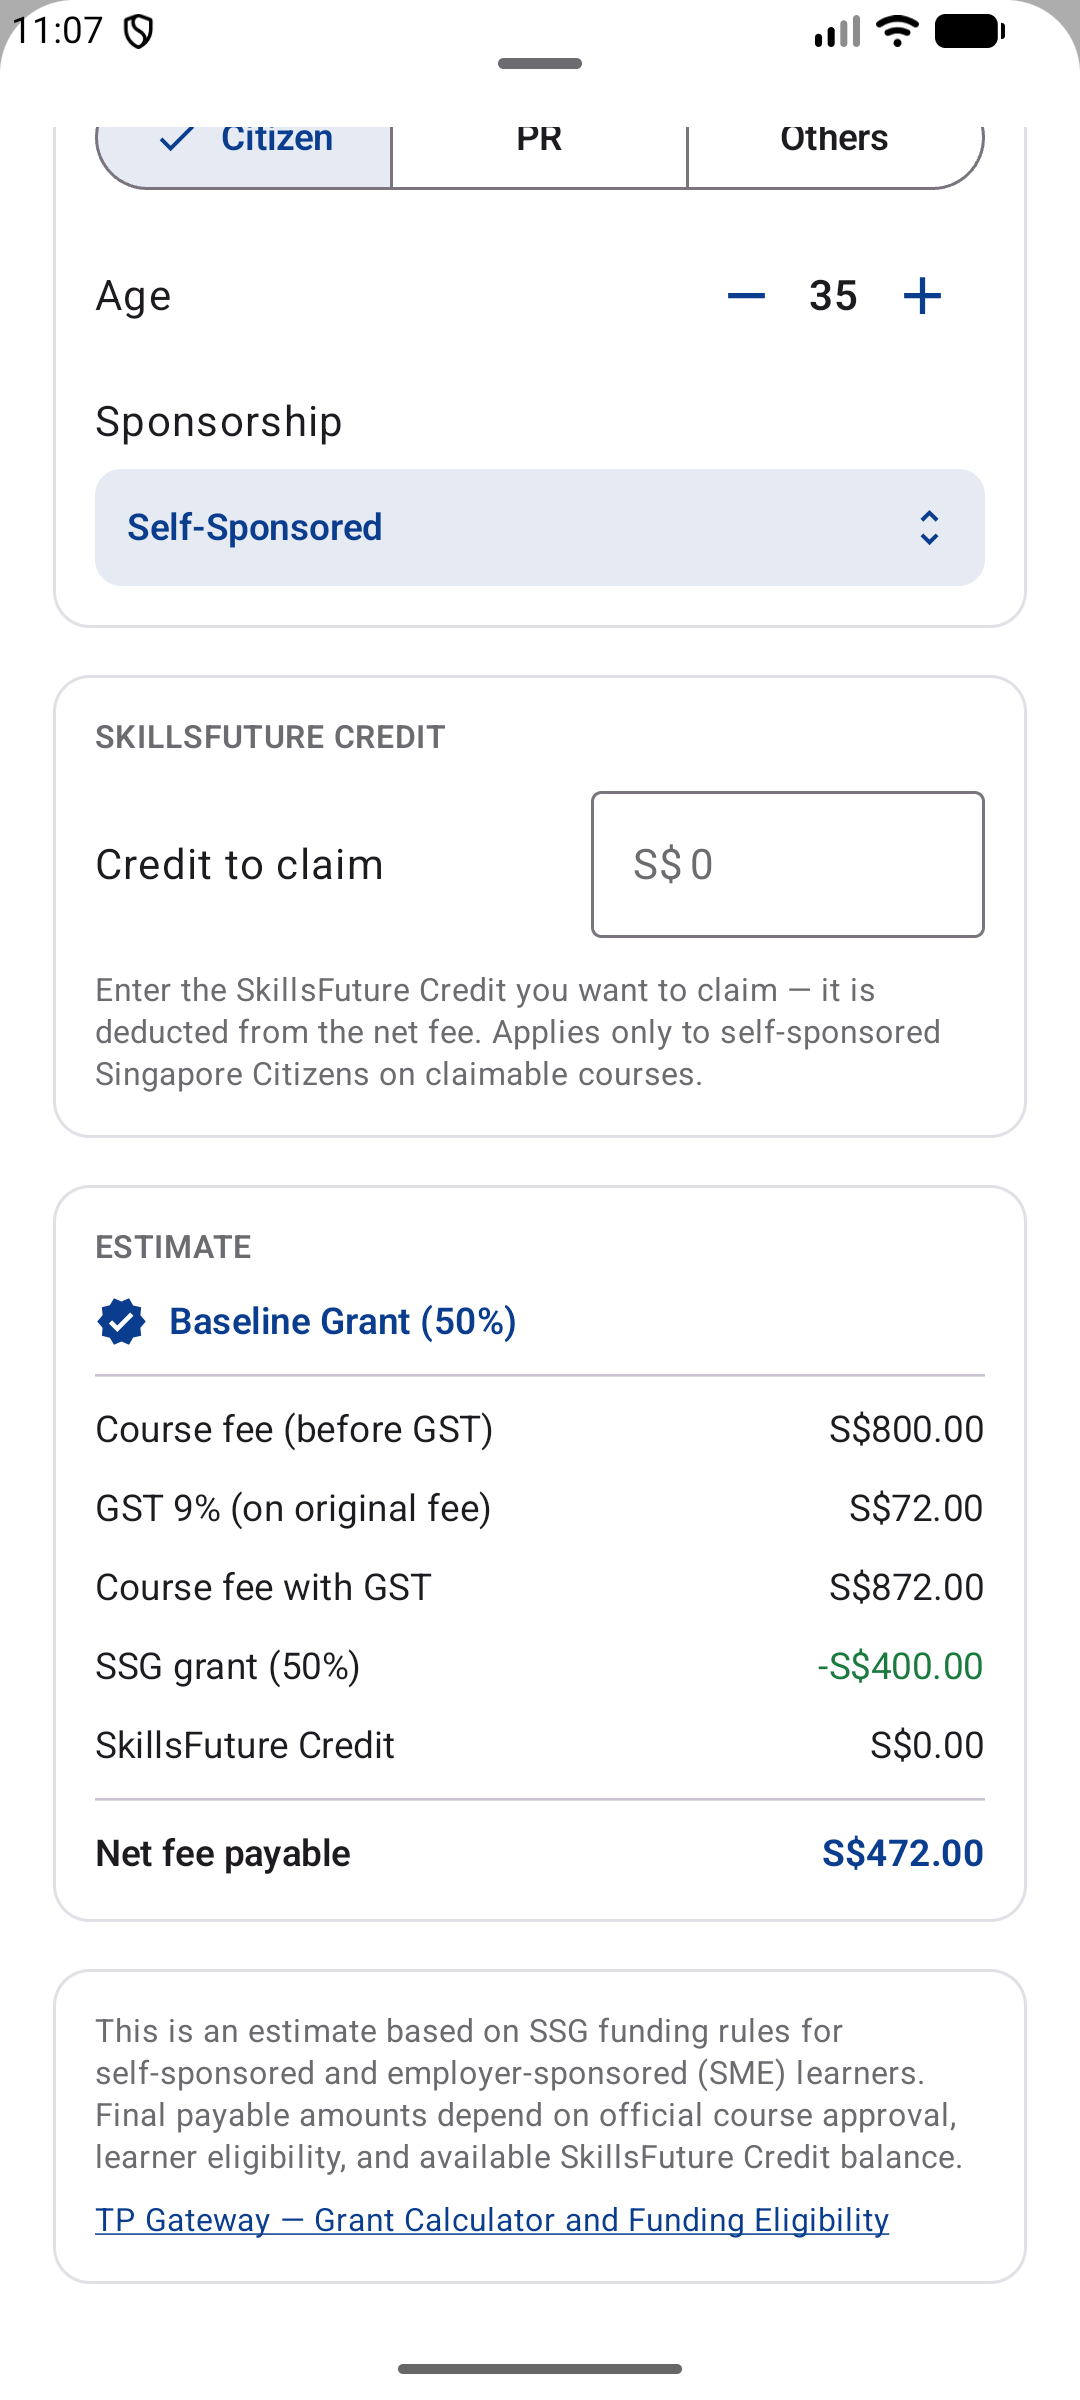 11:07
Citizen
PR
Others
Age
35
Sponsorship
Self-Sponsored
SKILLSFUTURE CREDIT
Credit to claim
S$ 0
Enter the SkillsFuture Credit you want to claim — it is
deducted from the net fee. Applies only to self-sponsored
Singapore Citizens on claimable courses.
ESTIMATE
Baseline Grant (50%)
Course fee (before GST) S$800.00
GST 9% (on original fee) S$72.00
Course fee with GST S$872.00
SSG grant (50%) -S$400.00
SkillsFuture Credit S$0.00
Net fee payable S$472.00
This is an estimate based on SSG funding rules for
self-sponsored and employer-sponsored (SME) learners.
Final payable amounts depend on official course approval,
learner eligibility, and available SkillsFuture Credit balance.
TP Gateway — Grant Calculator and Funding Eligibility